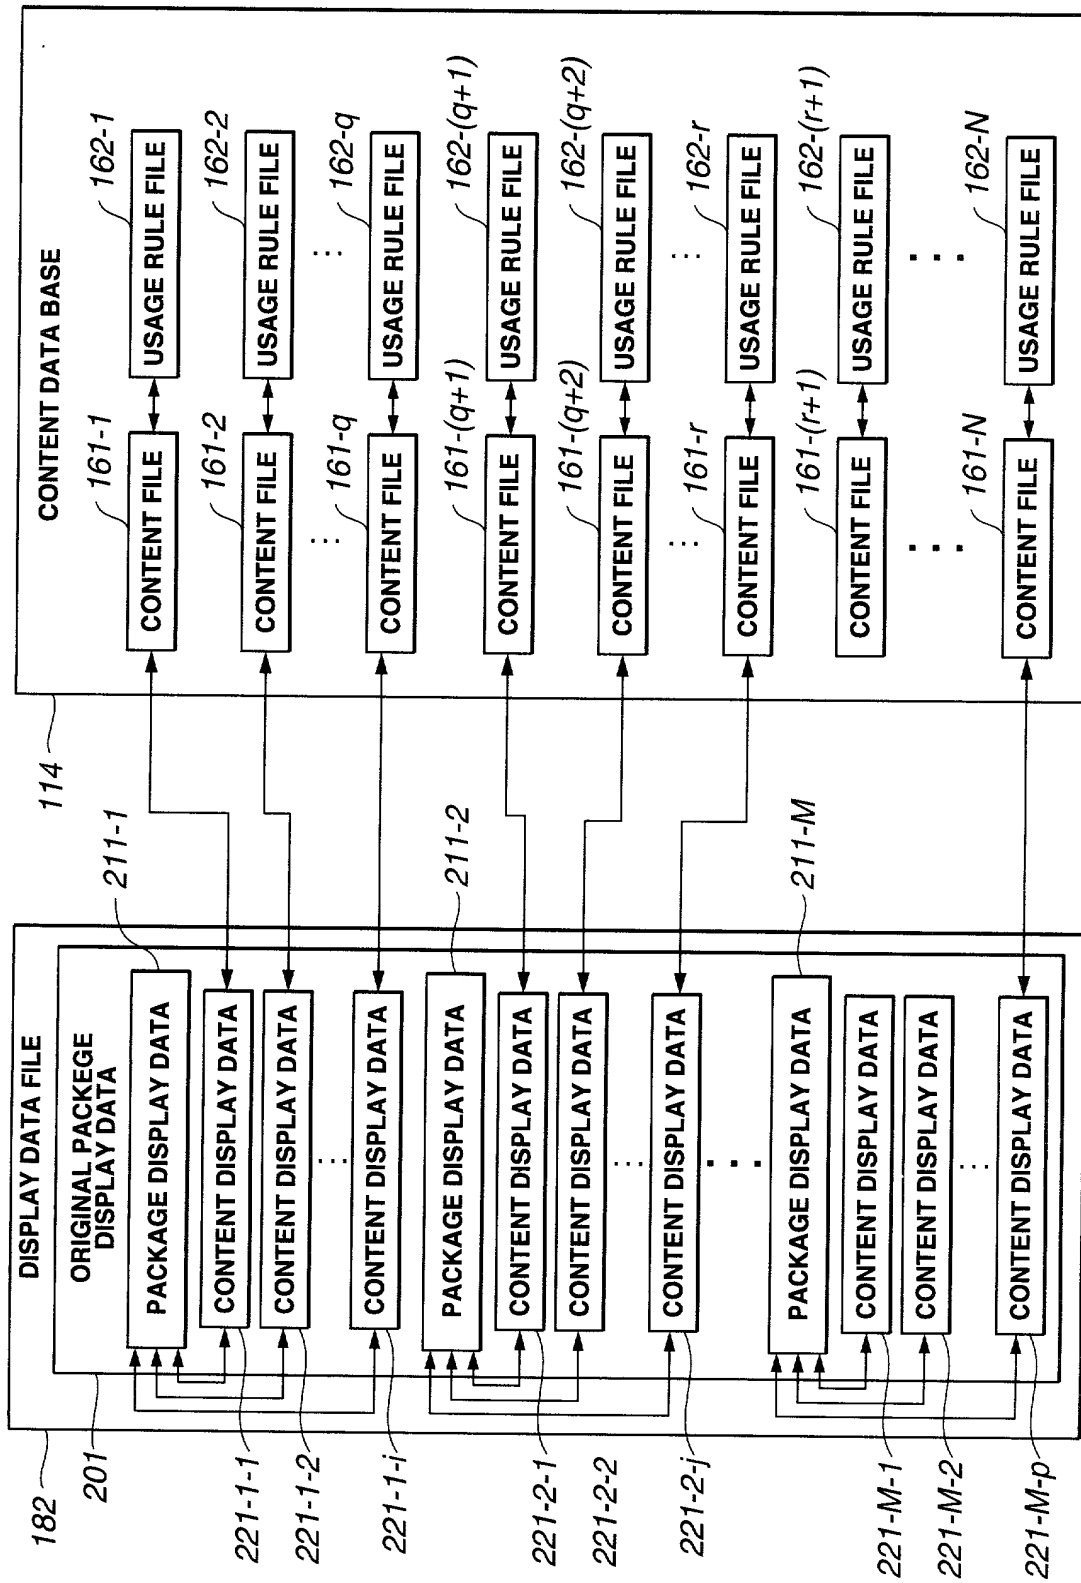 DISPLAY DATA FILE
182
ORIGINAL PACKEGE
DISPLAY DATA
201
PACKAGE DISPLAY DATA
211-1
CONTENT DISPLAY DATA
221-1-1
CONTENT DISPLAY DATA
221-1-2
...
CONTENT DISPLAY DATA
221-1-i
PACKAGE DISPLAY DATA
211-2
CONTENT DISPLAY DATA
221-2-1
CONTENT DISPLAY DATA
221-2-2
...
CONTENT DISPLAY DATA
221-2-j
...
PACKAGE DISPLAY DATA
211-M
CONTENT DISPLAY DATA
221-M-1
CONTENT DISPLAY DATA
221-M-2
...
CONTENT DISPLAY DATA
221-M-p
CONTENT DATA BASE
114
161-1
162-1
CONTENT FILE
USAGE RULE FILE
161-2
162-2
CONTENT FILE
USAGE RULE FILE
... ...
161-q
162-q
CONTENT FILE
USAGE RULE FILE
161-(q+1)
162-(q+1)
CONTENT FILE
USAGE RULE FILE
161-(q+2)
162-(q+2)
CONTENT FILE
USAGE RULE FILE
... ...
161-r
162-r
CONTENT FILE
USAGE RULE FILE
161-(r+1)
162-(r+1)
CONTENT FILE
USAGE RULE FILE
... ...
161-N
162-N
CONTENT FILE
USAGE RULE FILE